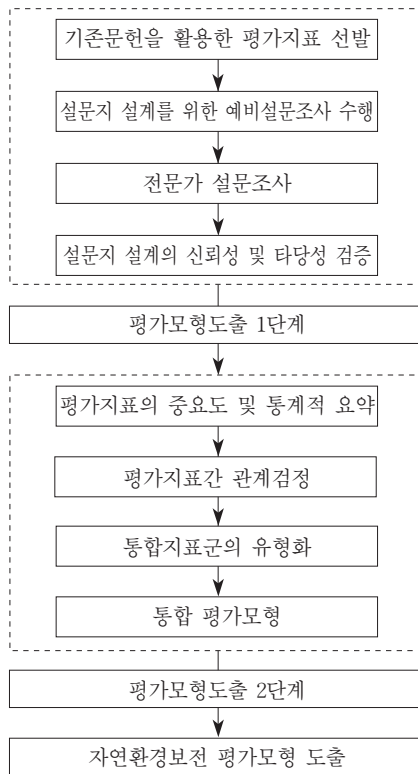 기존문헌을 활용한 평가지표 선발
설문지 설계를 위한 예비설문조사 수행
전문가 설문조사
설문지 설계의 신뢰성 및 타당성 검증
평가모형도출 1단계
평가지표의 중요도 및 통계적 요약
평가지표간 관계검정
통합지표군의 유형화
통합 평가모형
평가모형도출 2단계
자연환경보전 평가모형 도출